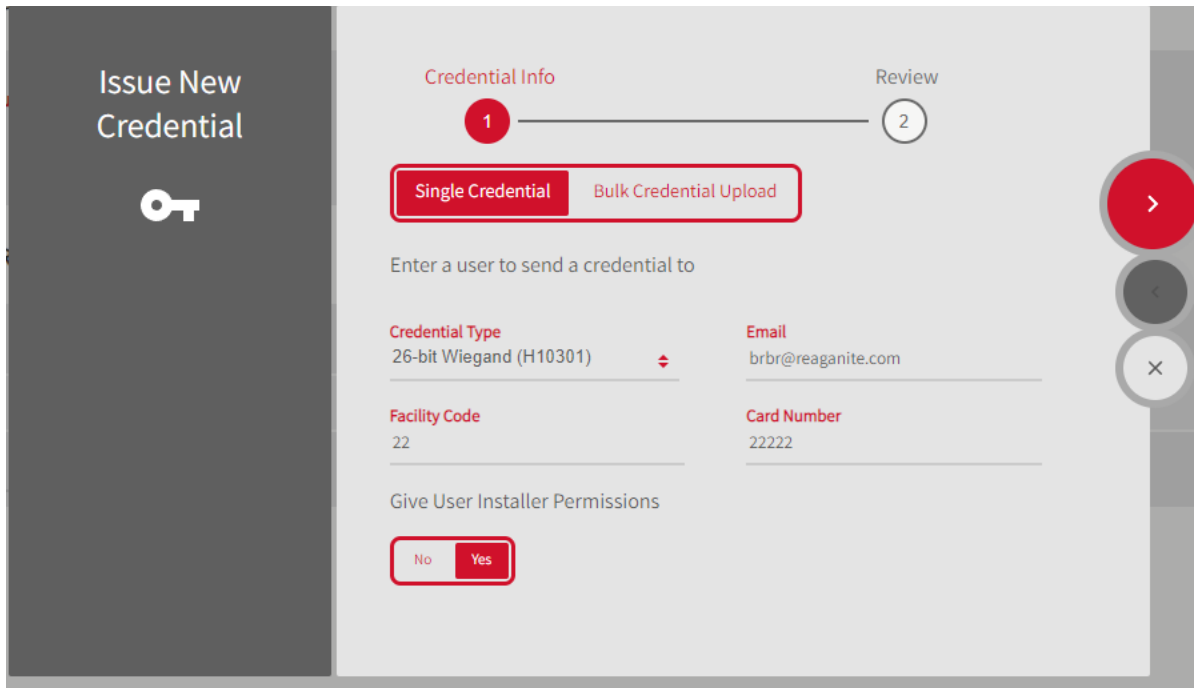 Issue New
Credential
Credential Info
Review
1
2
Single Credential
Bulk Credential Upload
Enter a user to send a credential to
Credential Type
Email
26-bit Wiegand (H10301)
brbr@reaganite.com
Facility Code
Card Number
22
22222
Give User Installer Permissions
No
Yes